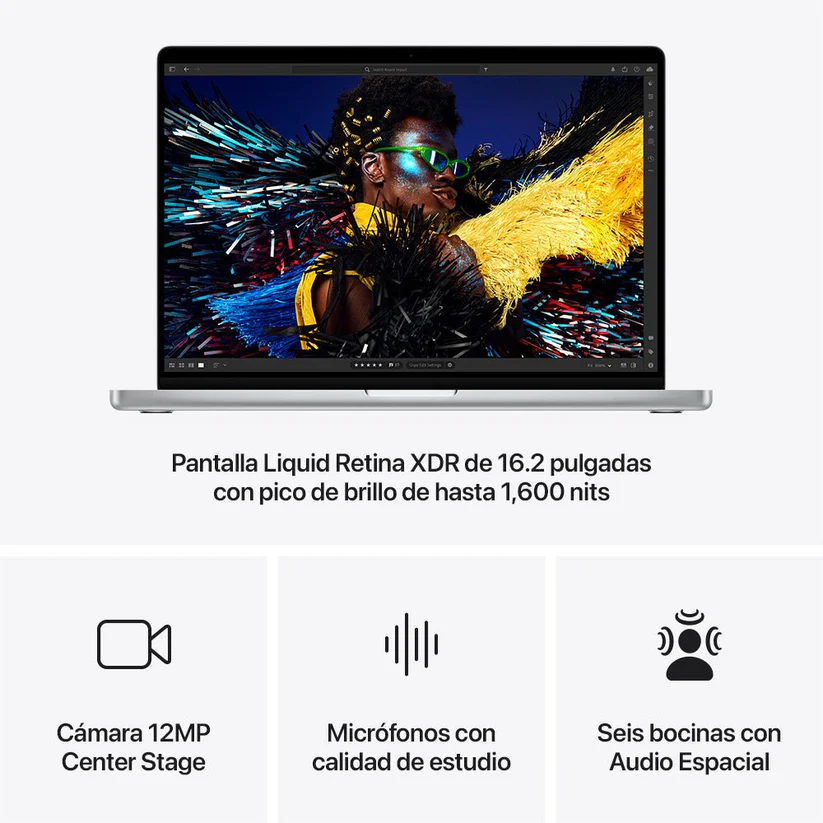 Pantalla Liquid Retina XDR de 16.2 pulgadas
con pico de brillo de hasta 1,600 nits
Cámara 12MP
Center Stage
Micrófonos con
calidad de estudio
Seis bocinas con
Audio Espacial